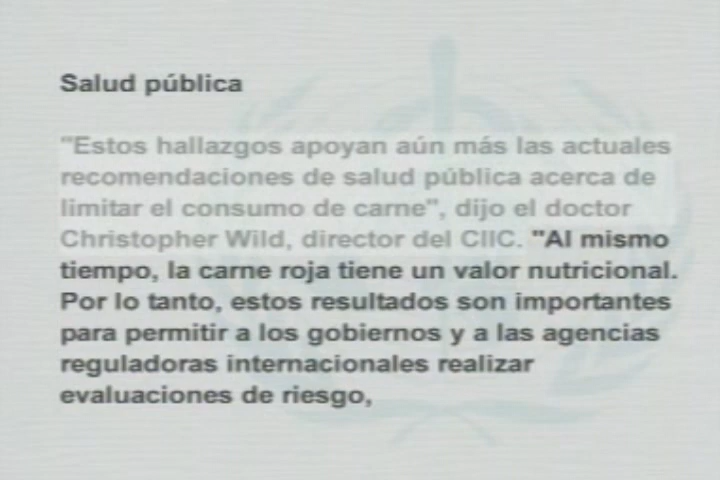 Salud pública
"Estos hallazgos apoyan aún más las actuales
recomendaciones de salud pública acerca de
limitar el consumo de carne", dijo el doctor
Christopher Wild, director del CIIC. "Al mismo
tiempo, la carne roja tiene un valor nutricional.
Por lo tanto, estos resultados son importantes
para permitir a los gobiernos y a las agencias
reguladoras internacionales realizar
evaluaciones de riesgo,